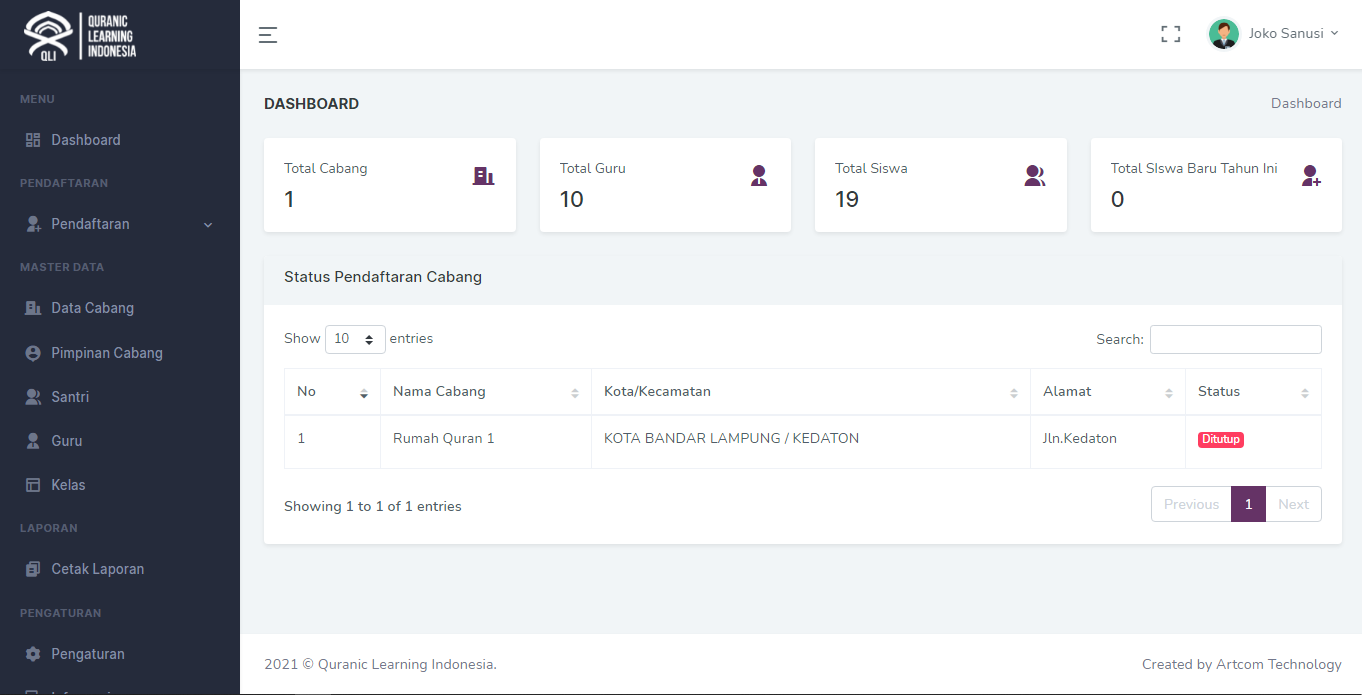 QURANIC
LEARNING
INDONESIA
QLI
Joko Sanusi
MENU
Dashboard
PENDAFTARAN
Pendaftaran
MASTER DATA
Data Cabang
Pimpinan Cabang
Santri
Guru
Kelas
LAPORAN
Cetak Laporan
PENGATURAN
Pengaturan
DASHBOARD
Dashboard
Total Cabang
1
Total Guru
10
Total Siswa
19
Total SIswa Baru Tahun Ini
0
Status Pendaftaran Cabang
Show 10 entries
Search:
No Nama Cabang Kota/Kecamatan Alamat Status
1 Rumah Quran 1 KOTA BANDAR LAMPUNG / KEDATON Jln.Kedaton Ditutup
Showing 1 to 1 of 1 entries
Previous 1 Next
2021 © Quranic Learning Indonesia.
Created by Artcom Technology